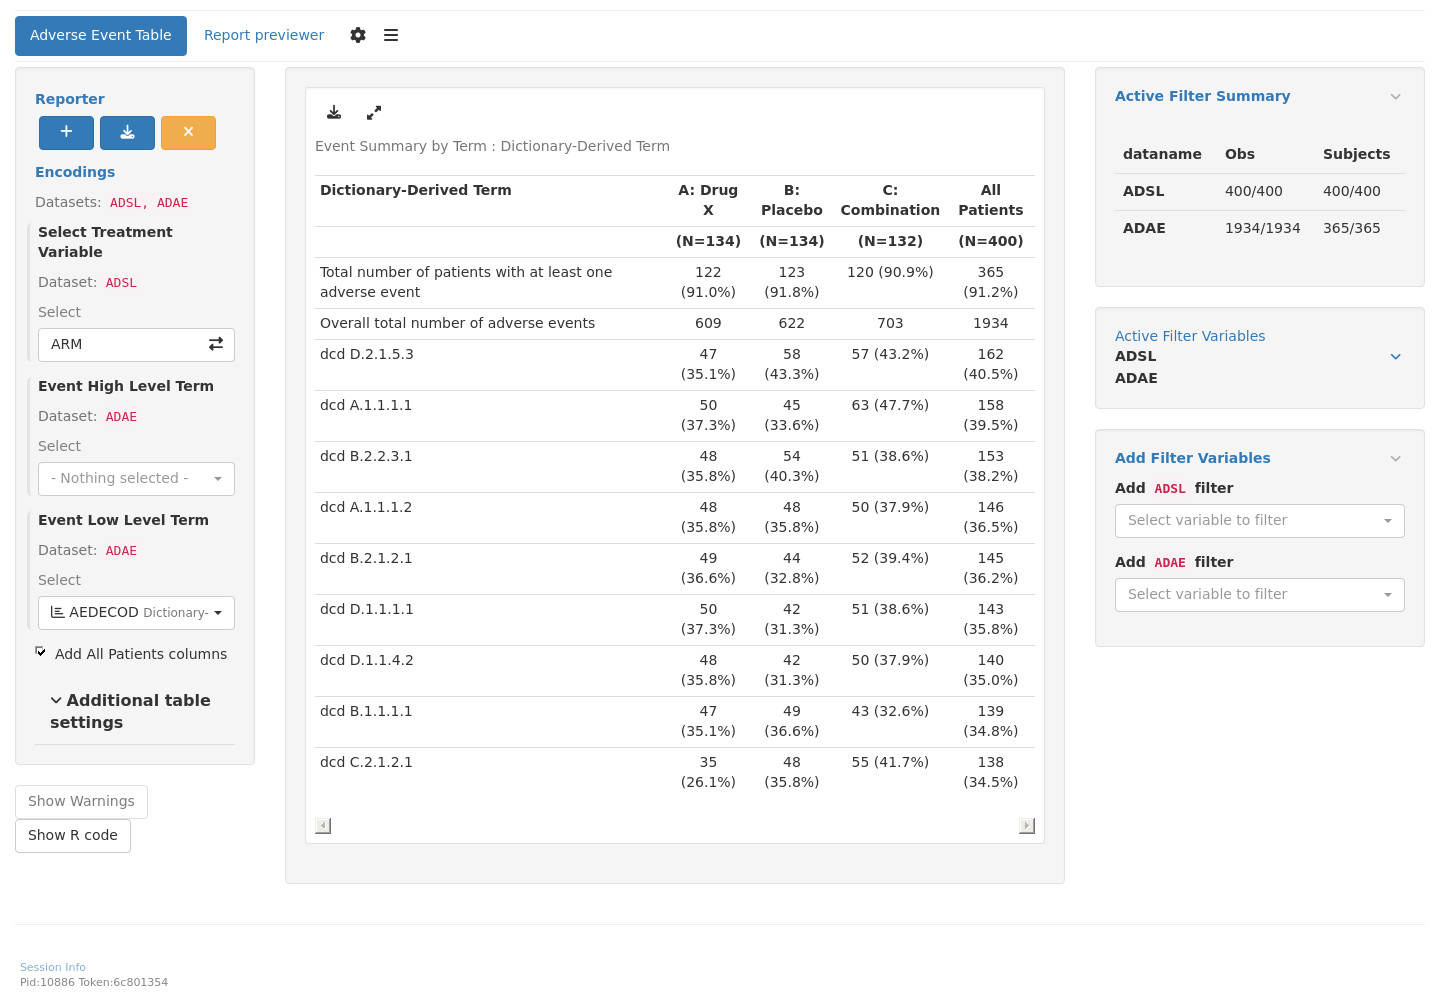 Adverse Event Table
Report previewer
Reporter
Encodings
Datasets: ADSL, ADAE
Select Treatment
Variable
Dataset: ADSL
Select
ARM
Event High Level Term
Dataset: ADAE
Select
- Nothing selected -
Event Low Level Term
Dataset: ADAE
Select
AEDECOD Dictionary-
Add All Patients columns
Additional table
settings
Show Warnings
Show R code
Event Summary by Term : Dictionary-Derived Term
Dictionary-Derived Term A: Drug B: C: All
X Placebo Combination Patients
(N=134) (N=134) (N=132) (N=400)
Total number of patients with at least one 122 123 120 (90.9%) 365
adverse event (91.0%) (91.8%) (91.2%)
Overall total number of adverse events 609 622 703 1934
dcd D.2.1.5.3 47 58 57 (43.2%) 162
(35.1%) (43.3%) (40.5%)
dcd A.1.1.1.1 50 45 63 (47.7%) 158
(37.3%) (33.6%) (39.5%)
dcd B.2.2.3.1 48 54 51 (38.6%) 153
(35.8%) (40.3%) (38.2%)
dcd A.1.1.1.2 48 48 50 (37.9%) 146
(35.8%) (35.8%) (36.5%)
dcd B.2.1.2.1 49 44 52 (39.4%) 145
(36.6%) (32.8%) (36.2%)
dcd D.1.1.1.1 50 42 51 (38.6%) 143
(37.3%) (31.3%) (35.8%)
dcd D.1.1.4.2 48 42 50 (37.9%) 140
(35.8%) (31.3%) (35.0%)
dcd B.1.1.1.1 47 49 43 (32.6%) 139
(35.1%) (36.6%) (34.8%)
dcd C.2.1.2.1 35 48 55 (41.7%) 138
(26.1%) (35.8%) (34.5%)
Active Filter Summary
dataname Obs Subjects
ADSL 400/400 400/400
ADAE 1934/1934 365/365
Active Filter Variables
ADSL
ADAE
Add Filter Variables
Add ADSL filter
Select variable to filter
Add ADAE filter
Select variable to filter
Session Info
Pid:10886 Token:6c801354